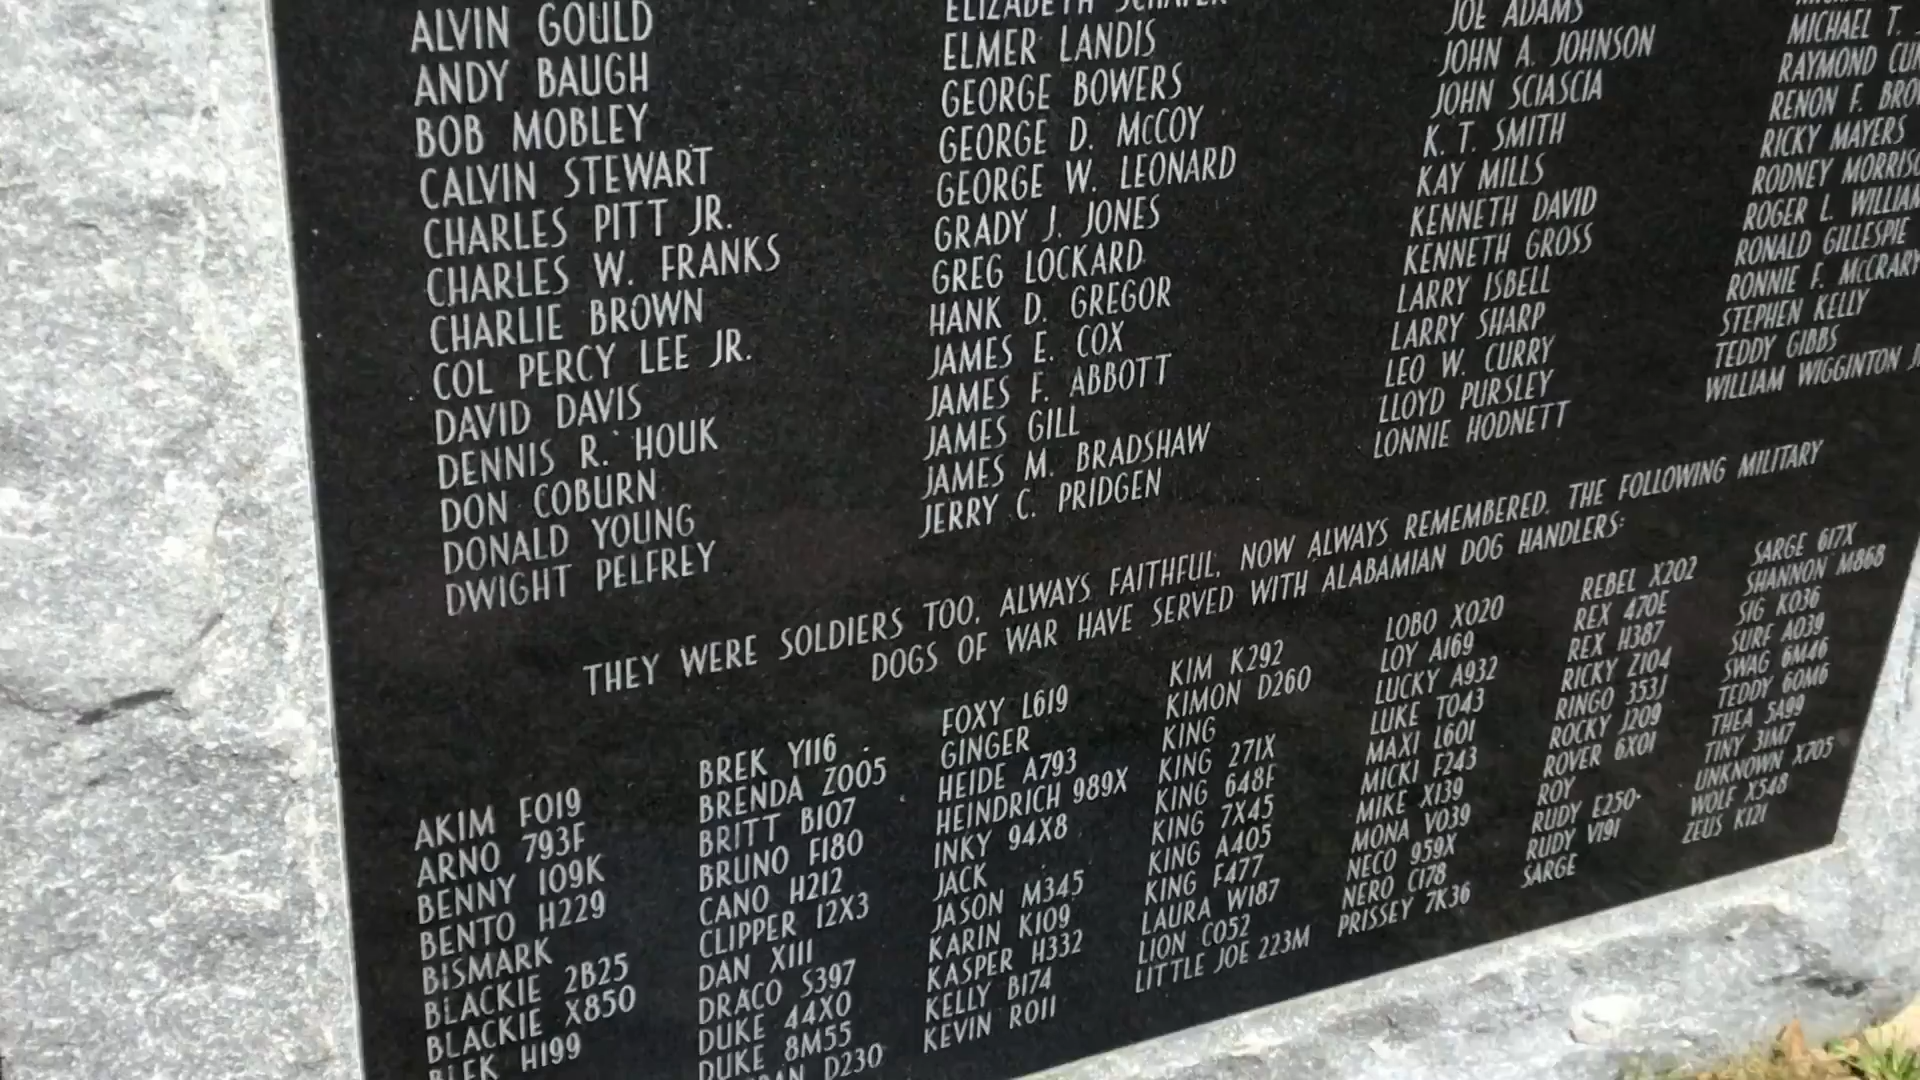 ALVIN GOULD
ANDY BAUGH
BOB MOBLEY
CALVIN STEWART
CHARLES PITT JR.
CHARLES W. FRANKS
CHARLIE BROWN
COL PERCY LEE JR.
DAVID DAVIS
DENNIS R. HOUK
DON COBURN
DONALD YOUNG
DWIGHT PELFREY
ELIZABETH
ELMER LANDIS
GEORGE BOWERS
GEORGE D. MCCOY
GEORGE W. LEONARD
GRADY J. JONES
GREG LOCKARD
HANK D. GREGOR
JAMES E. COX
JAMES F. ABBOTT
JAMES GILL
JAMES M. BRADSHAW
JERRY C. PRIDGEN
JOE ADAMS
JOHN A. JOHNSON
JOHN SCIASCIA
K. T. SMITH
KAY MILLS
KENNETH DAVID
KENNETH GROSS
LARRY ISBELL
LARRY SHARP
LEO W. CURRY
LLOYD PURSLEY
LONNIE HODNETT
MICHAEL T.
RAYMOND
RENON F.
RICKY MAYERS
RODNEY
ROGER L.
RONALD GILLESPIE
RONNIE F. McCRARY
STEPHEN KELLY
TEDDY GIBBS
WILLIAM WIGGINTON
THEY WERE SOLDIERS TOO, ALWAYS FAITHFUL, NOW ALWAYS REMEMBERED. THE FOLLOWING MILITARY
DOGS OF WAR HAVE SERVED WITH ALABAMIAN DOG HANDLERS:
AKIM F019
ARNO 793F
BENNY 109K
BENTO H229
BISMARK
BLACKIE 2B25
BLACKIE X850
BLEK H199
BREK Y116
BRENDA Z005
BRITT B107
BRUNO F180
CANO H212
CLIPPER 12X3
DAN X111
DRACO S397
DUKE 44X0
DUKE 8M55
D230
FOXY L619
GINGER
HEIDE A793
HEINDRICH 989X
INKY 94X8
JACK
JASON M345
KARIN K109
KASPER H332
KELLY B174
KEVIN R011
KIM K292
KIMON D260
KING
KING 271X
KING 648F
KING 7X45
KING A405
KING F477
LAURA W187
LION C052
LITTLE JOE 223M
LOBO X020
LOY A169
LUCKY A932
LUKE T043
MAXI L601
MICKI F243
MIKE X139
MONA V039
NECO 959X
NERO C178
PRISSEY 7K36
REBEL X202
REX 470E
REX H387
RICKY Z104
RINGO 353J
ROCKY J209
ROVER 6X01
ROY
RUDY E250
RUDY V191
SARGE
SARGE 617X
SHANNON M868
SIG K036
SURF A039
SWAG 6M46
TEDDY 60M6
THEA 5A99
TINY 31M7
UNKNOWN X705
WOLF X548
ZEUS K121